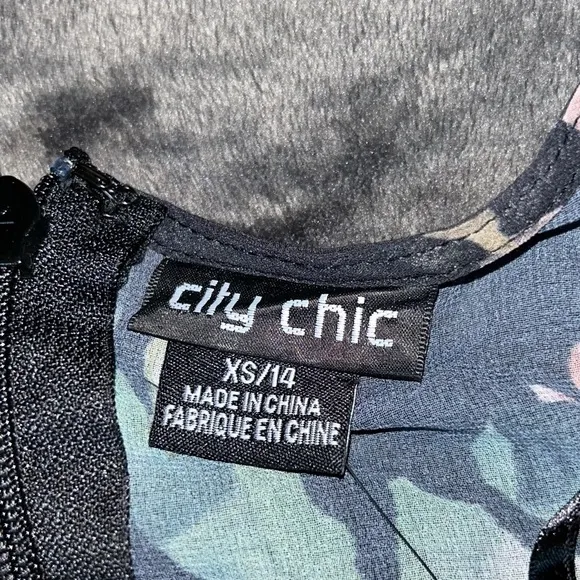 city chic
XS/14
MADE IN CHINA
FABRIQUE EN CHINE